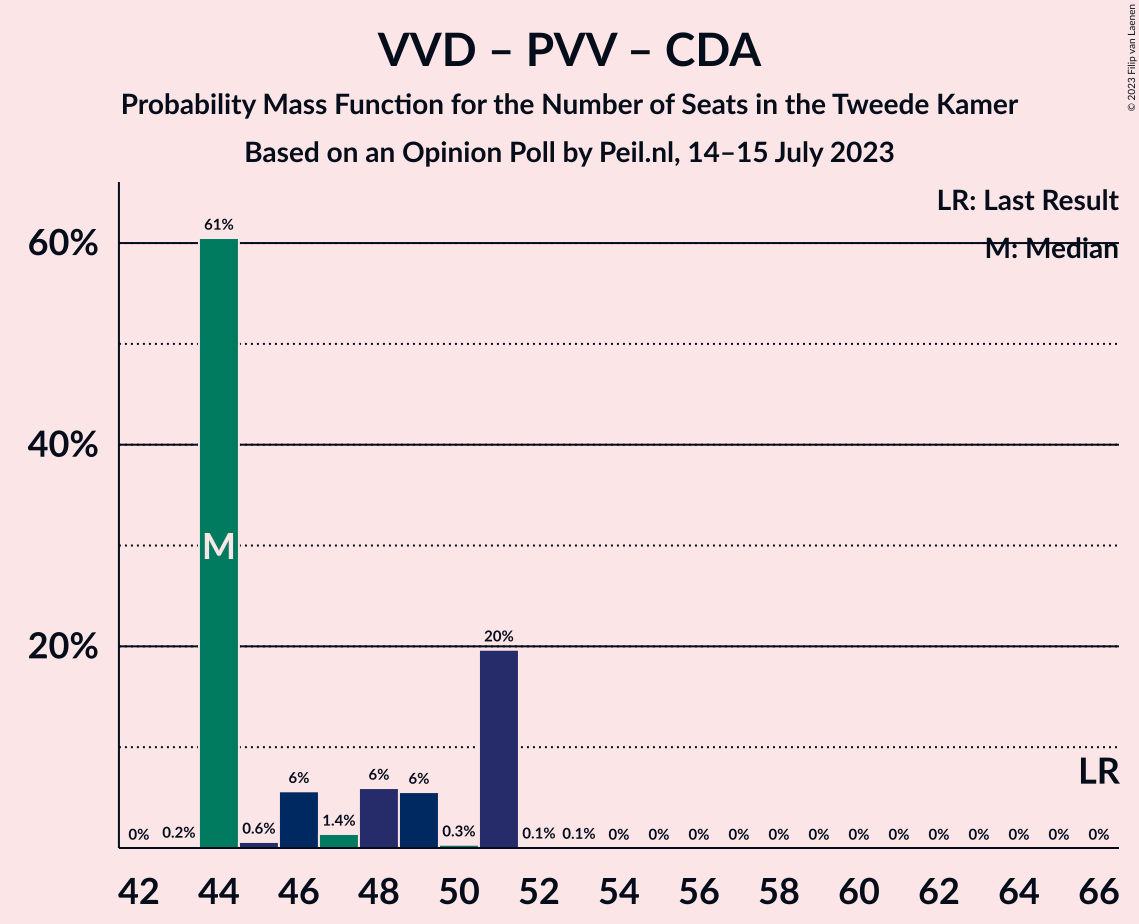 VVD – PVV – CDA
Probability Mass Function for the Number of Seats in the Tweede Kamer
Based on an Opinion Poll by Peil.nl, 14–15 July 2023
© 2023 Filip van Laenen
LR: Last Result
M: Median
60%
40%
20%
61%
M
20%
LR
0% 0.2% 0.6% 6% 1.4% 6% 6% 0.3% 0.1% 0.1% 0% 0% 0% 0% 0% 0% 0% 0% 0% 0% 0% 0% 0%
42 44 46 48 50 52 54 56 58 60 62 64 66